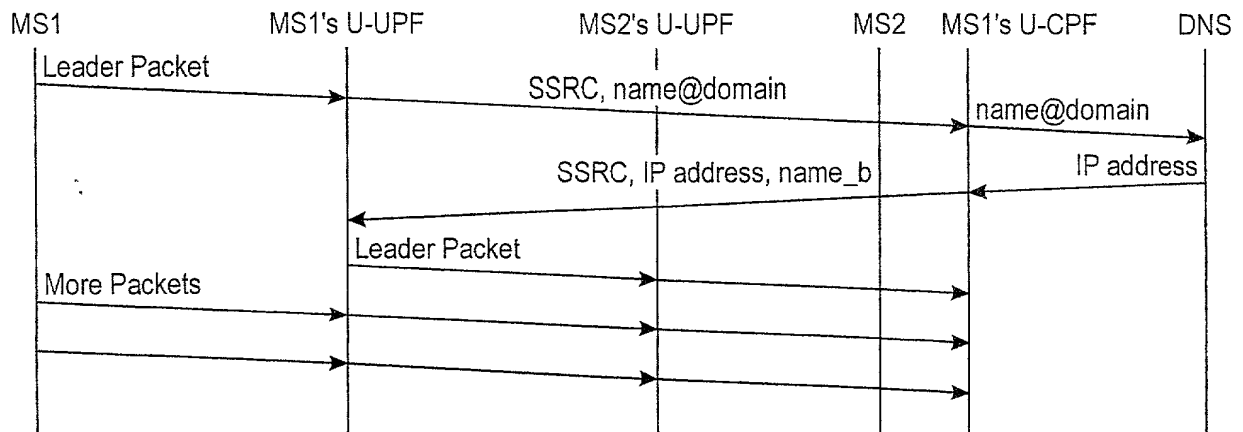 MS1 MS1's U-UPF MS2's U-UPF MS2 MS1's U-CPF DNS
Leader Packet
SSRC, name@domain
name@domain
IP address
SSRC, IP address, name_b
Leader Packet
More Packets